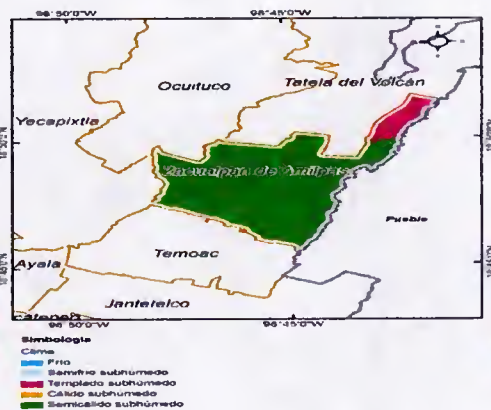 98°50'0"W 98°45'0"W
Ocuituco
Tatela del Volcán
Yecapixtla
Zacualpan de Amilpas
Puebla
Temoac
Ayala
Jantetelco
98°50'0"W 98°45'0"W
Simbología
Clima
Frío
Semifrío subhúmedo
Templado subhúmedo
Cálido subhúmedo
Semicálido subhúmedo